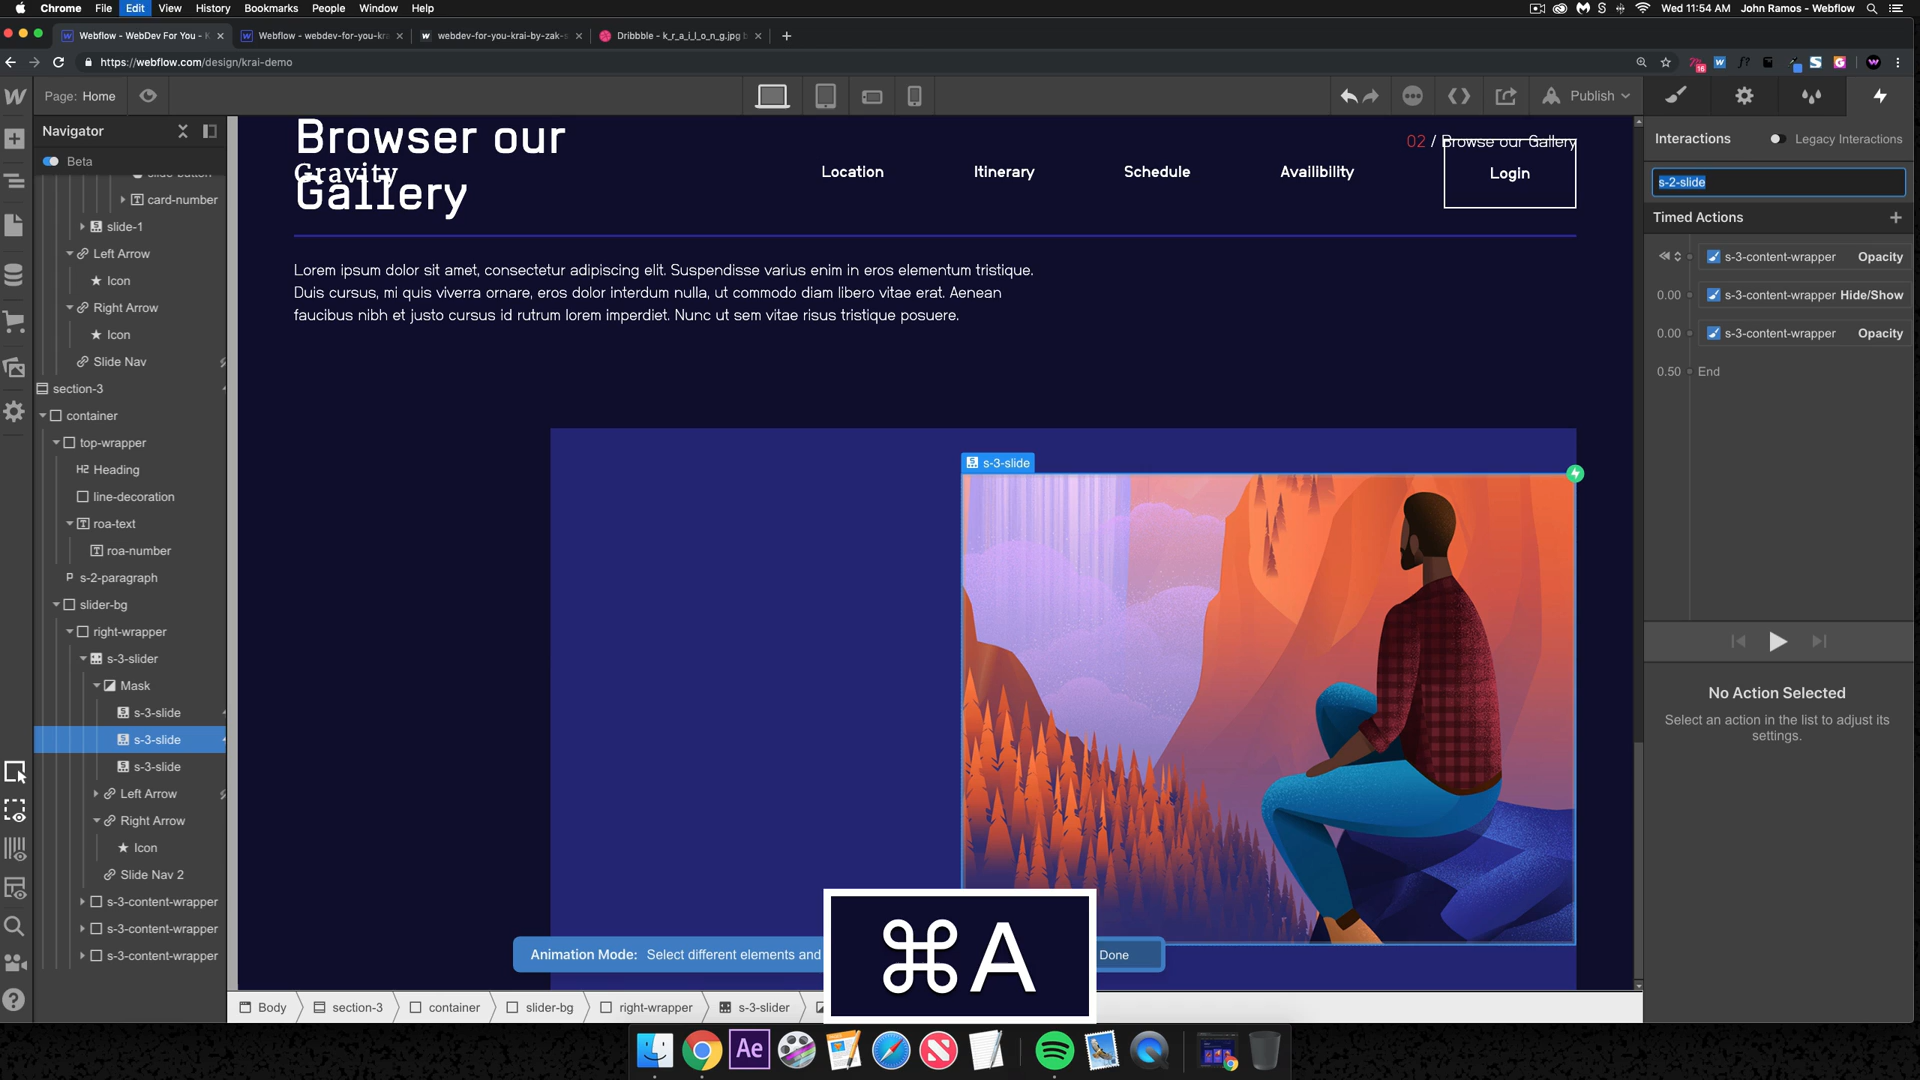 Chrome File Edit View History Bookmarks People Window Help
Wed 11:54 AM John Ramos - Webflow
Webflow - WebDev For You - K
Webflow - webdev-for-you-kra
webdev-for-you-krai-by-zak-s
Dribbble - k_r_a_i_l_o_n_g.jpg b
https://webflow.com/design/krai-demo
Page: Home
Publish
Navigator
Beta
slide-button
card-number
slide-1
Left Arrow
Icon
Right Arrow
Icon
Slide Nav
section-3
container
top-wrapper
H2 Heading
line-decoration
roa-text
roa-number
P s-2-paragraph
slider-bg
right-wrapper
s-3-slider
Mask
s-3-slide
s-3-slide
s-3-slide
Left Arrow
Right Arrow
Icon
Slide Nav 2
s-3-content-wrapper
s-3-content-wrapper
s-3-content-wrapper
Browser our
Gallery
Gravity
02 / Browse our Gallery
Location
Itinerary
Schedule
Availibility
Login
Lorem ipsum dolor sit amet, consectetur adipiscing elit. Suspendisse varius enim in eros elementum tristique.
Duis cursus, mi quis viverra ornare, eros dolor interdum nulla, ut commodo diam libero vitae erat. Aenean
faucibus nibh et justo cursus id rutrum lorem imperdiet. Nunc ut sem vitae risus tristique posuere.
s-3-slide
Animation Mode: Select different elements and
Done
⌘A
Body
section-3
container
slider-bg
right-wrapper
s-3-slider
Interactions
Legacy Interactions
s-2-slide
Timed Actions
s-3-content-wrapper Opacity
0.00 s-3-content-wrapper Hide/Show
0.00 s-3-content-wrapper Opacity
0.50 End
No Action Selected
Select an action in the list to adjust its
settings.
Ae